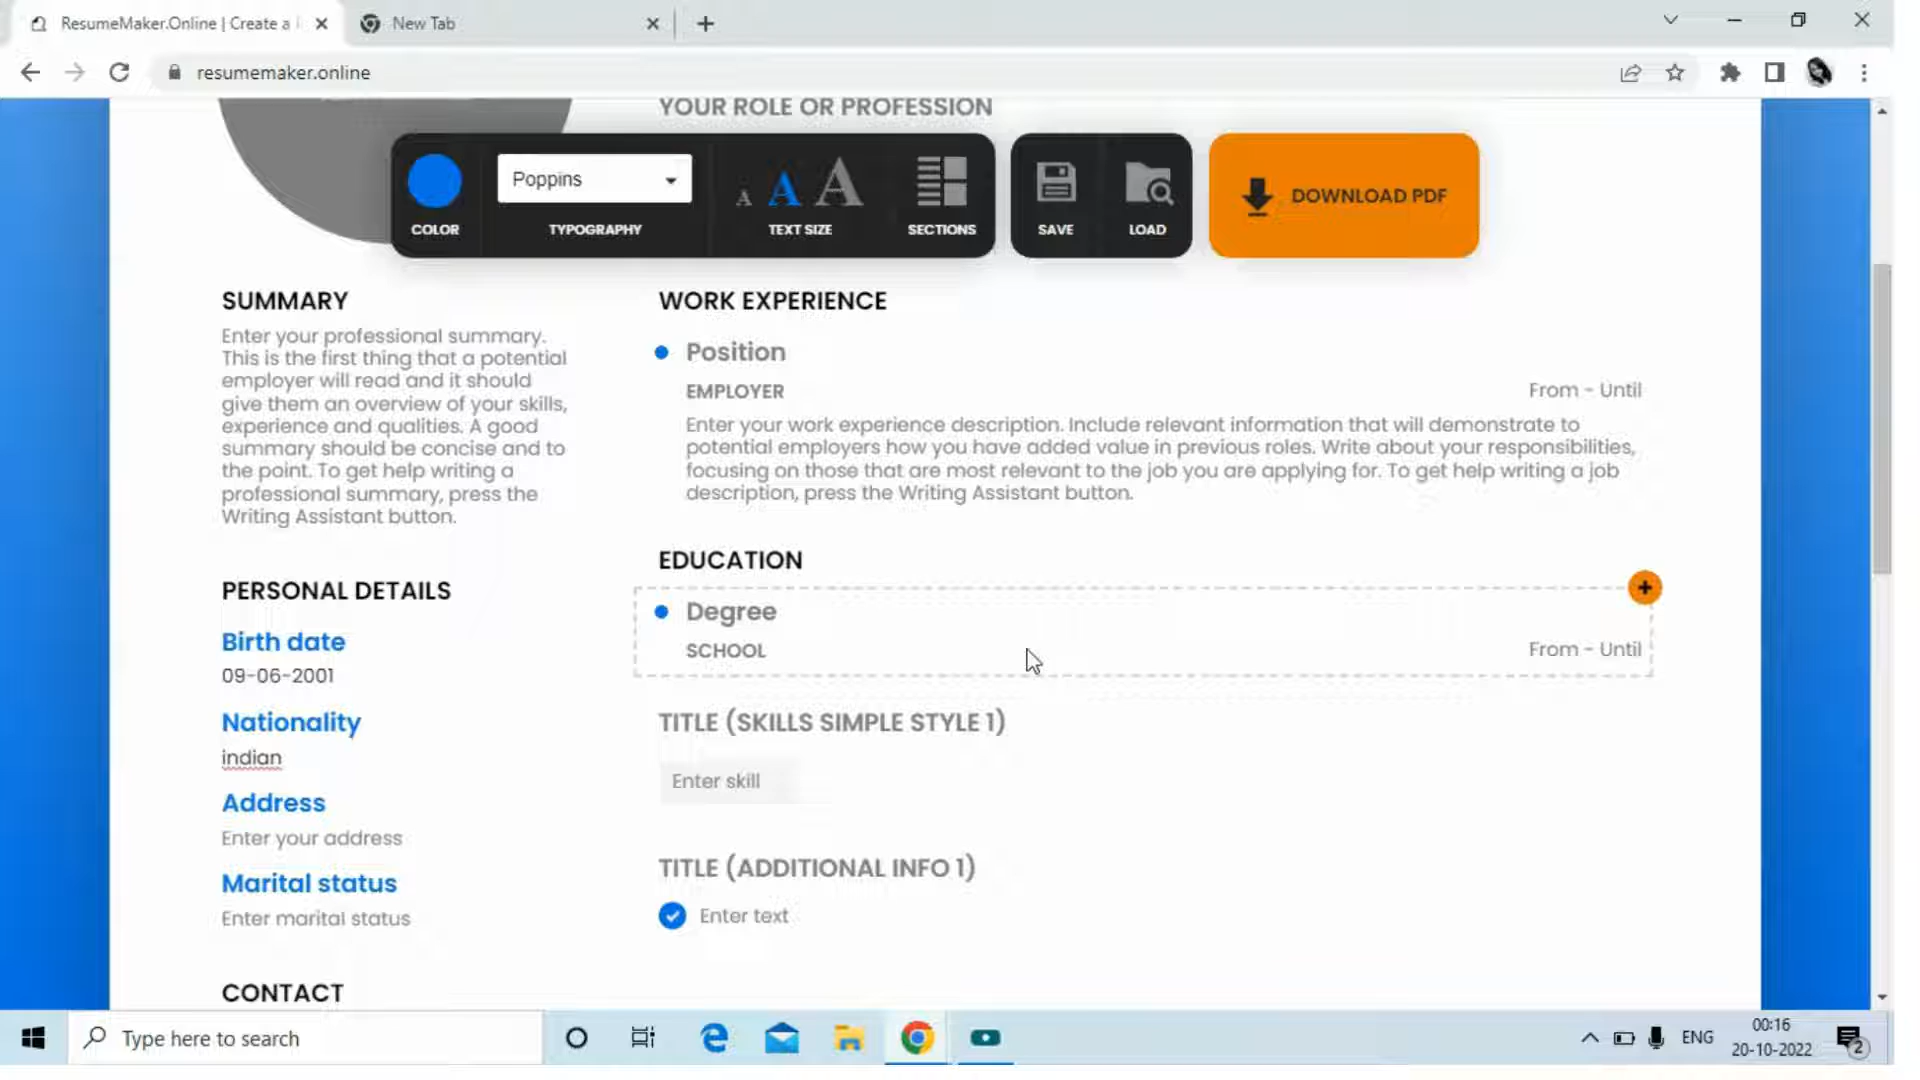 ResumeMaker.Online | Create a
New Tab
resumemaker.online
YOUR ROLE OR PROFESSION
COLOR
Poppins
TYPOGRAPHY
A A A
TEXT SIZE
SECTIONS
SAVE
LOAD
DOWNLOAD PDF
SUMMARY
Enter your professional summary.
This is the first thing that a potential
employer will read and it should
give them an overview of your skills,
experience and qualities. A good
summary should be concise and to
the point. To get help writing a
professional summary, press the
Writing Assistant button.
PERSONAL DETAILS
Birth date
09-06-2001
Nationality
indian
Address
Enter your address
Marital status
Enter marital status
CONTACT
WORK EXPERIENCE
Position
EMPLOYER
From - Until
Enter your work experience description. Include relevant information that will demonstrate to
potential employers how you have added value in previous roles. Write about your responsibilities,
focusing on those that are most relevant to the job you are applying for. To get help writing a job
description, press the Writing Assistant button.
EDUCATION
Degree
SCHOOL
From - Until
TITLE (SKILLS SIMPLE STYLE 1)
Enter skill
TITLE (ADDITIONAL INFO 1)
Enter text
Type here to search
ENG
00:16
20-10-2022
2